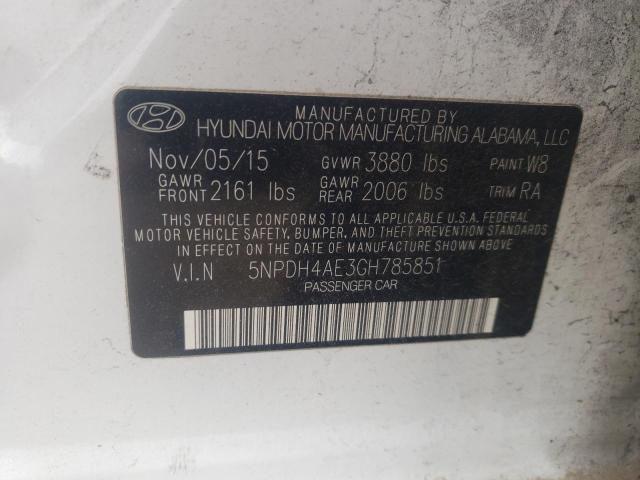 MANUFACTURED BY
HYUNDAI MOTOR MANUFACTURING ALABAMA, LLC
Nov/05/15 GVWR 3880 lbs PAINT W8
GAWR FRONT 2161 lbs GAWR REAR 2006 lbs TRIM RA
THIS VEHICLE CONFORMS TO ALL APPLICABLE U.S.A. FEDERAL
MOTOR VEHICLE SAFETY, BUMPER, AND THEFT PREVENTION STANDARDS
IN EFFECT ON THE DATE OF MANUFACTURE SHOWN ABOVE
V.I.N 5NPDH4AE3GH785851
PASSENGER CAR